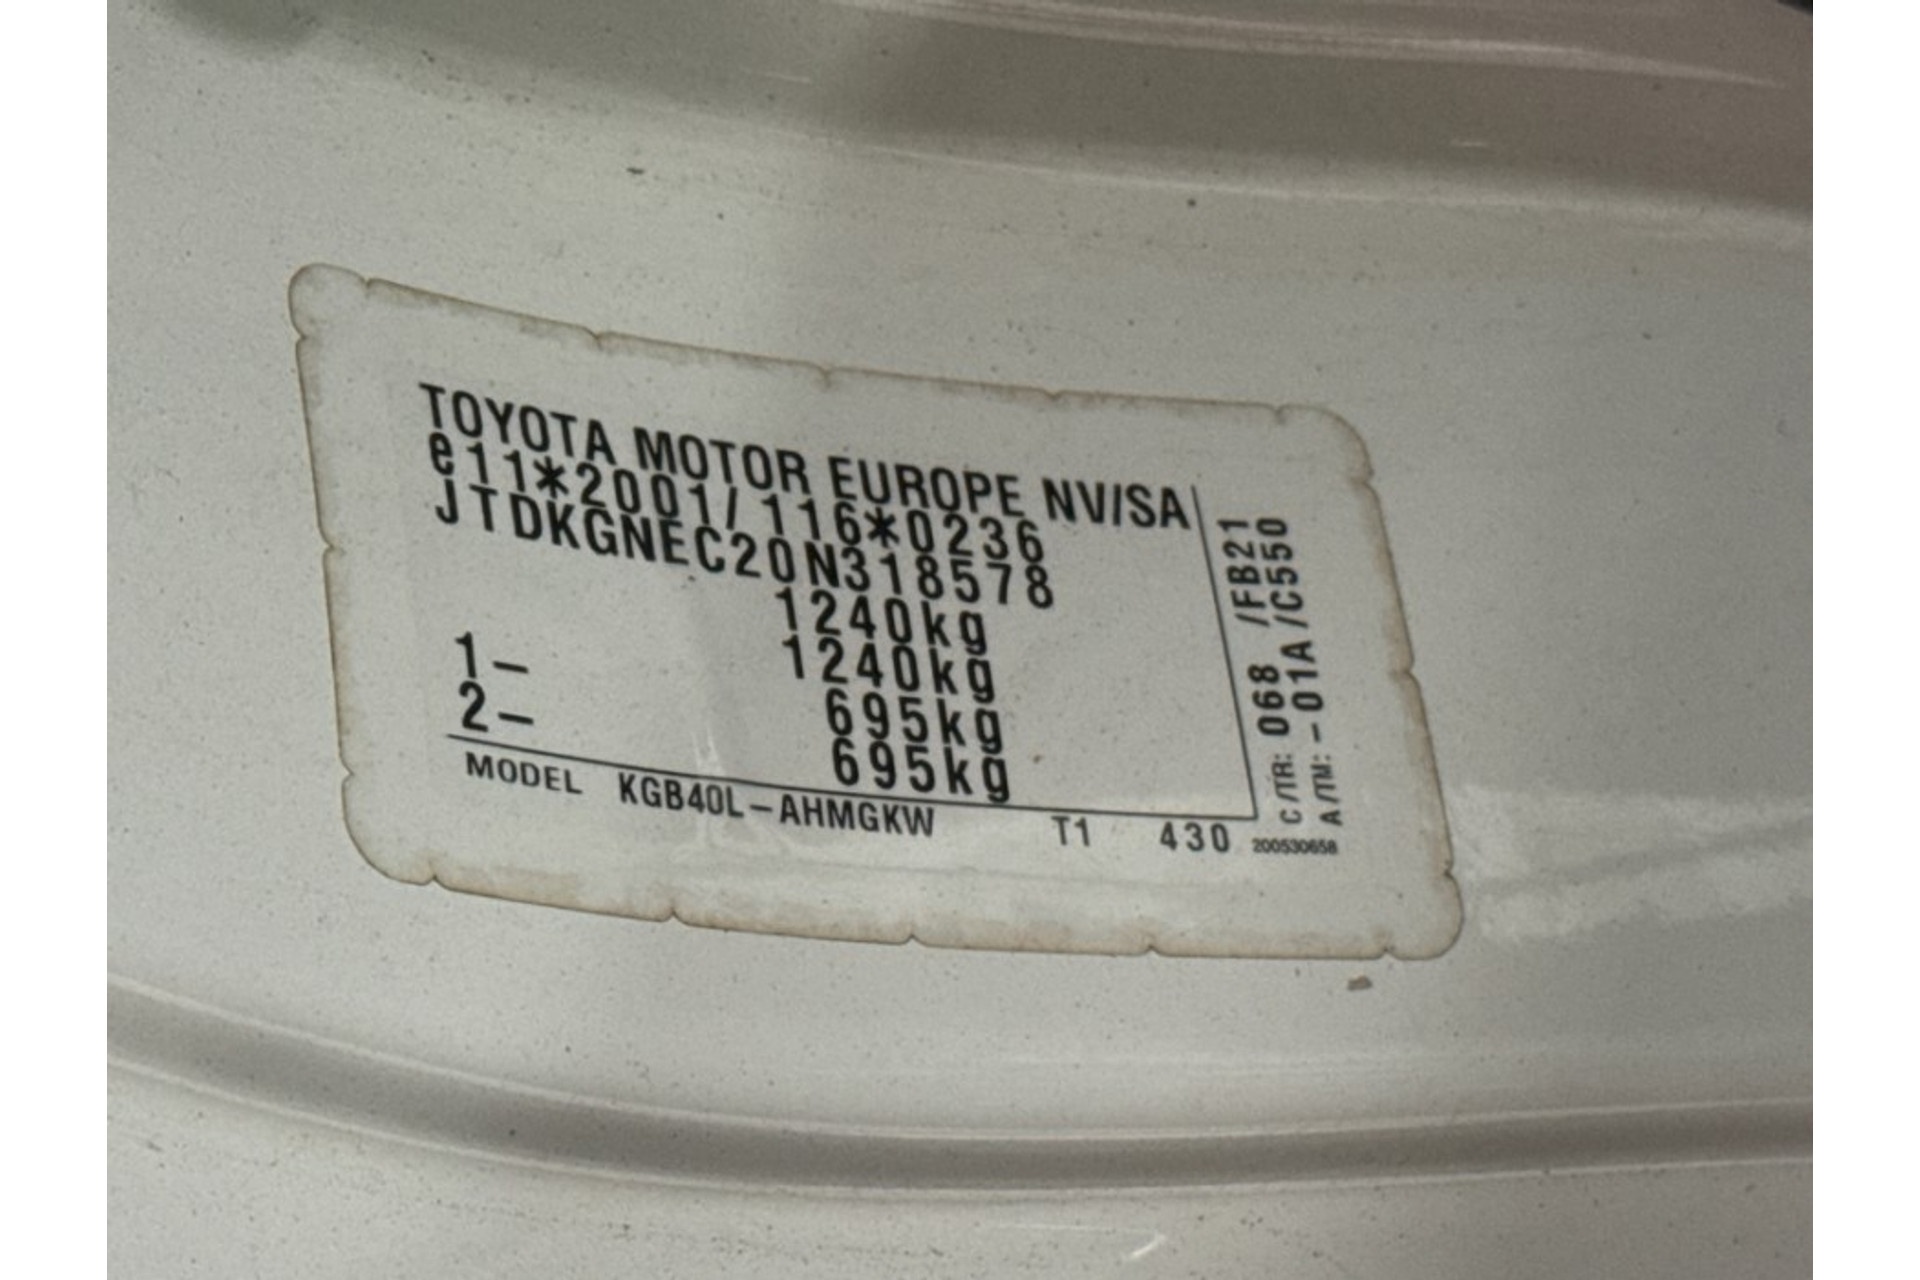 TOYOTA MOTOR EUROPE NV/SA
e11*2001/116*0236
JTDKGNEC20N318578
1240kg
1240kg
1– 695kg
2– 695kg
MODEL KGB40L–AHMGKW T1 430
C/TR: 068 /FB21
A/TM: –01A/C550
200530658